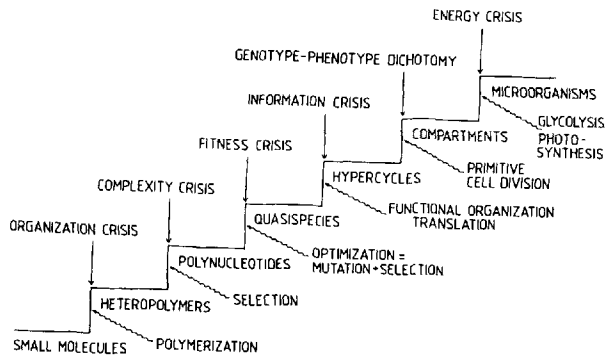 ENERGY CRISIS
GENOTYPE-PHENOTYPE DICHOTOMY
MICROORGANISMS
INFORMATION CRISIS
GLYCOLYSIS
PHOTO-
SYNTHESIS
COMPARTMENTS
FITNESS CRISIS
PRIMITIVE
CELL DIVISION
HYPERCYCLES
COMPLEXITY CRISIS
FUNCTIONAL ORGANIZATION
TRANSLATION
QUASISPECIES
ORGANIZATION CRISIS
OPTIMIZATION =
MUTATION + SELECTION
POLYNUCLEOTIDES
SELECTION
HETEROPOLYMERS
SMALL MOLECULES
POLYMERIZATION